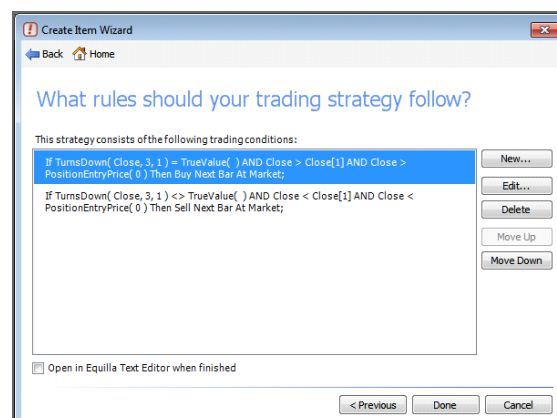 Create Item Wizard
Back Home
What rules should your trading strategy follow?
This strategy consists of the following trading conditions:
If TurnsDown( Close, 3, 1 ) = TrueValue( ) AND Close > Close[1] AND Close >
PositionEntryPrice( 0 ) Then Buy Next Bar At Market;
If TurnsDown( Close, 3, 1 ) <> TrueValue( ) AND Close < Close[1] AND Close <
PositionEntryPrice( 0 ) Then Sell Next Bar At Market;
New...
Edit...
Delete
Move Up
Move Down
Open in Equilla Text Editor when finished
< Previous Done Cancel